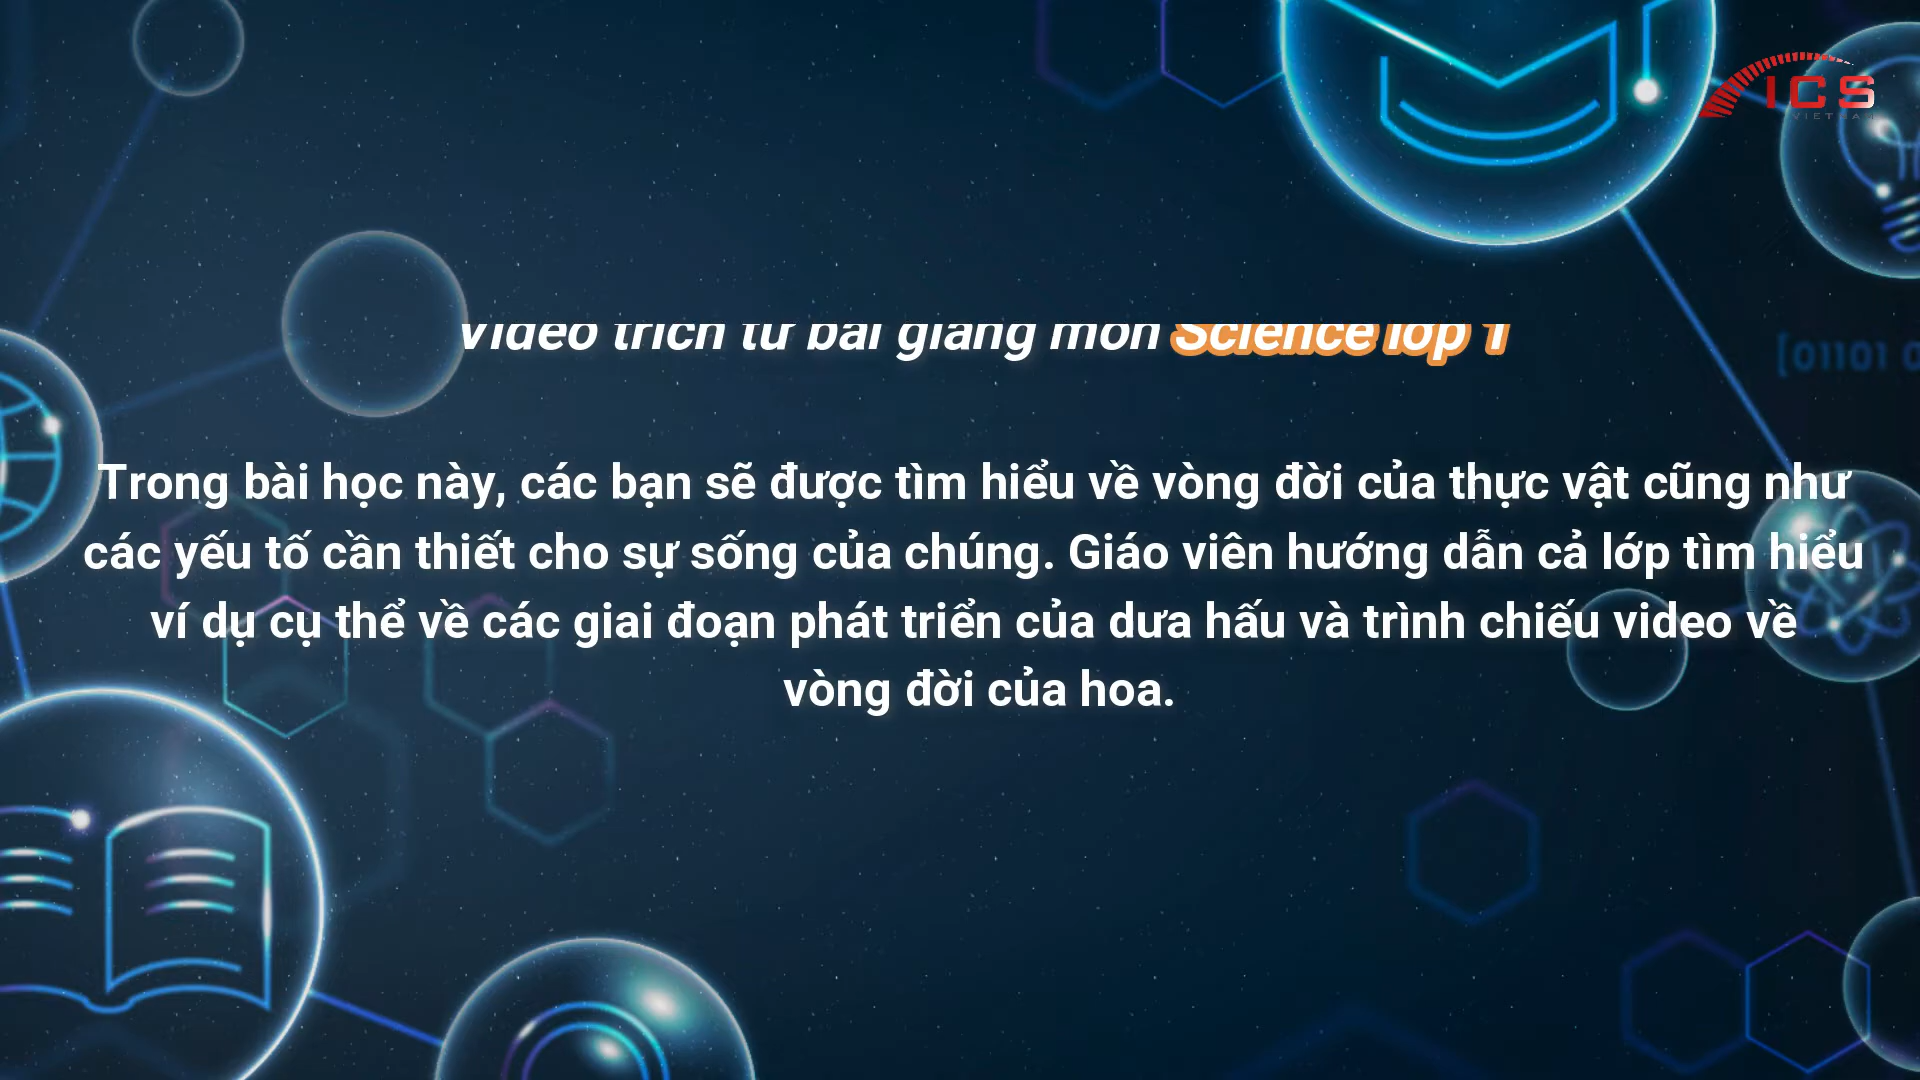 ICS
VIETNAM
Video trích từ bài giảng môn Science lớp 1
[01101 0
Trong bài học này, các bạn sẽ được tìm hiểu về vòng đời của thực vật cũng như
các yếu tố cần thiết cho sự sống của chúng. Giáo viên hướng dẫn cả lớp tìm hiểu
ví dụ cụ thể về các giai đoạn phát triển của dưa hấu và trình chiếu video về
vòng đời của hoa.